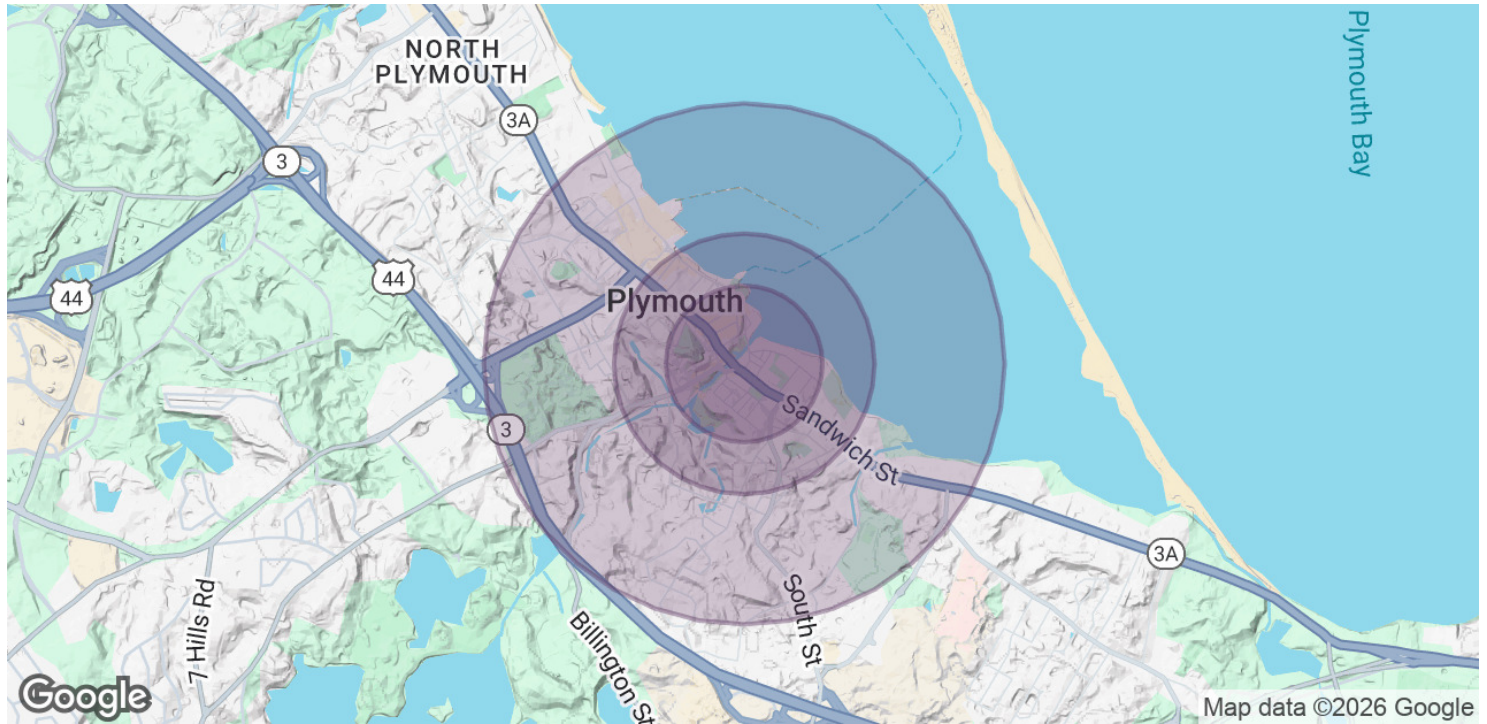 NORTH
PLYMOUTH
Plymouth Bay
3A
3
44
44
Plymouth
3
Sandwich St
3A
7 Hills Rd
Billington St
South St
Google
Map data ©2026 Google